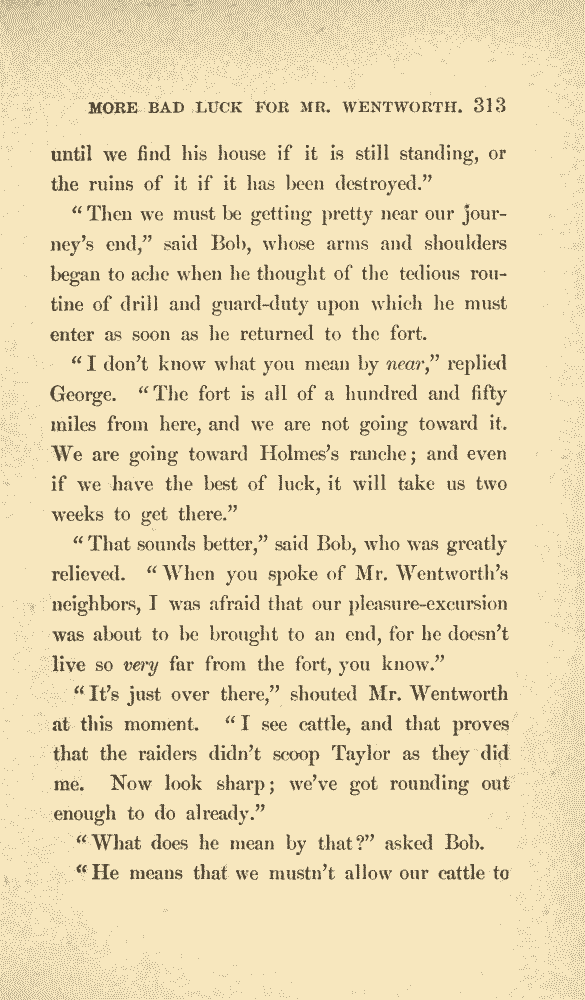 MORE BAD LUCK FOR MR. WENTWORTH. 313
until we find his house if it is still standing, or
the ruins of it if it has been destroyed.”
“Then we must be getting pretty near our jour-
ney’s end,” said Bob, whose arms and shoulders
began to ache when he thought of the tedious rou-
tine of drill and guard-duty upon which he must
enter as soon as he returned to the fort.
“I don’t know what you mean by near,” replied
George. “The fort is all of a hundred and fifty
miles from here, and we are not going toward it.
We are going toward Holmes’s ranche; and even
if we have the best of luck, it will take us two
weeks to get there.”
“That sounds better,” said Bob, who was greatly
relieved. “When you spoke of Mr. Wentworth’s
neighbors, I was afraid that our pleasure-excursion
was about to be brought to an end, for he doesn’t
live so very far from the fort, you know.”
“It’s just over there,” shouted Mr. Wentworth
at this moment. “I see cattle, and that proves
that the raiders didn’t scoop Taylor as they did
me. Now look sharp; we’ve got rounding out
enough to do already.”
“What does he mean by that?” asked Bob.
“He means that we mustn’t allow our cattle to